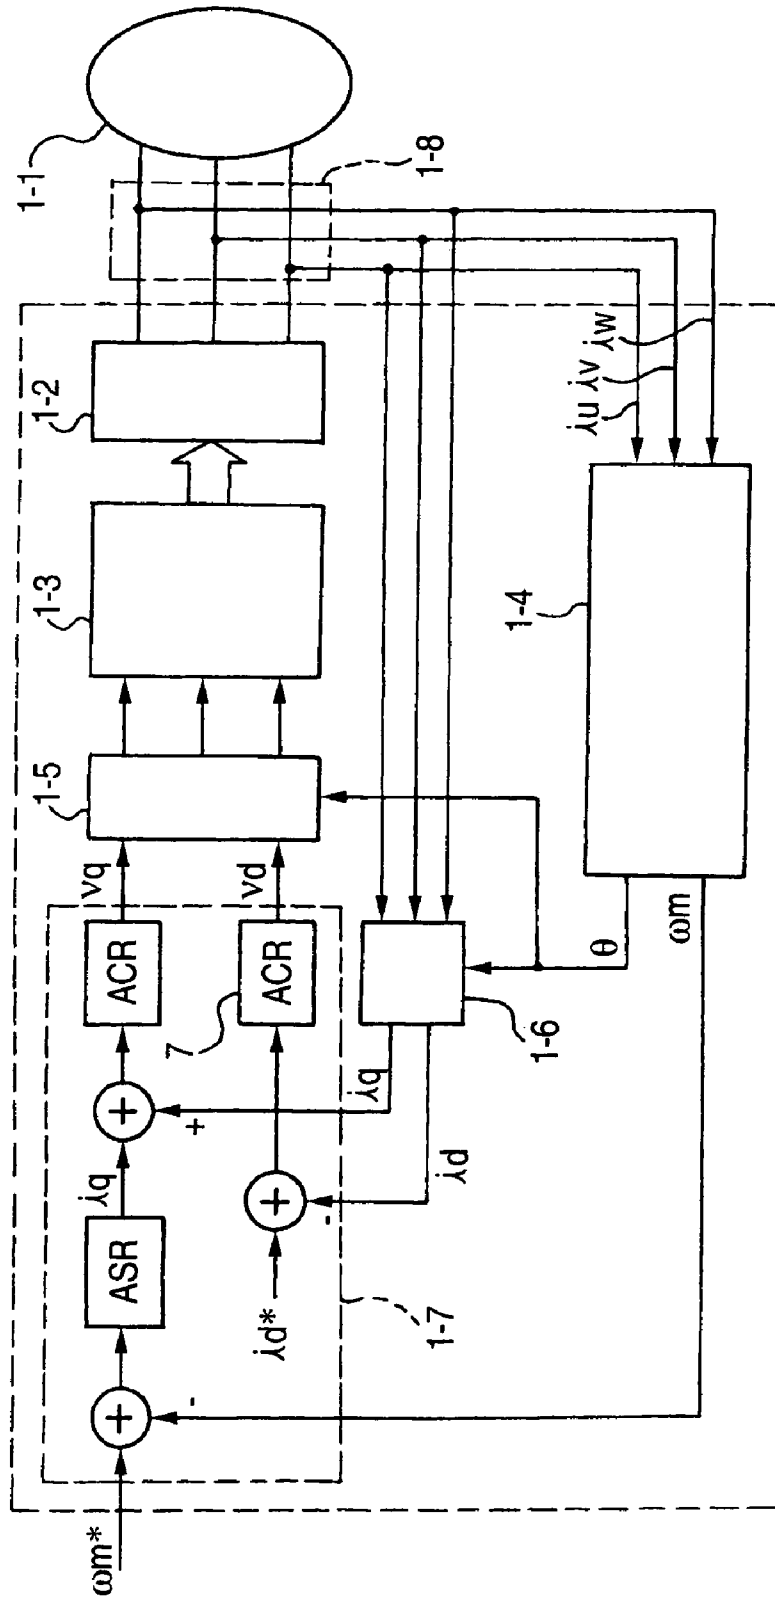 ωm*
+
-
ASR
iq
+
+
ACR
vq
1-5
1-3
1-2
1-1
id*
+
-
7
ACR
vd
1-8
1-7
id
iq
1-6
θ
ωm
1-4
iu
iv
iw